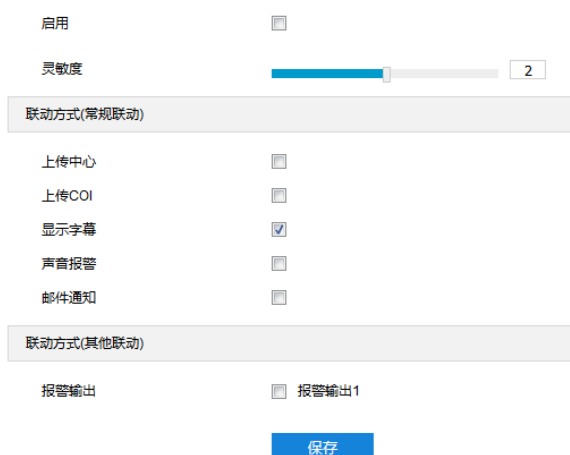 启用
灵敏度 2
联动方式(常规联动)
上传中心
上传COI
显示字幕
声音报警
邮件通知
联动方式(其他联动)
报警输出 报警输出1
保存